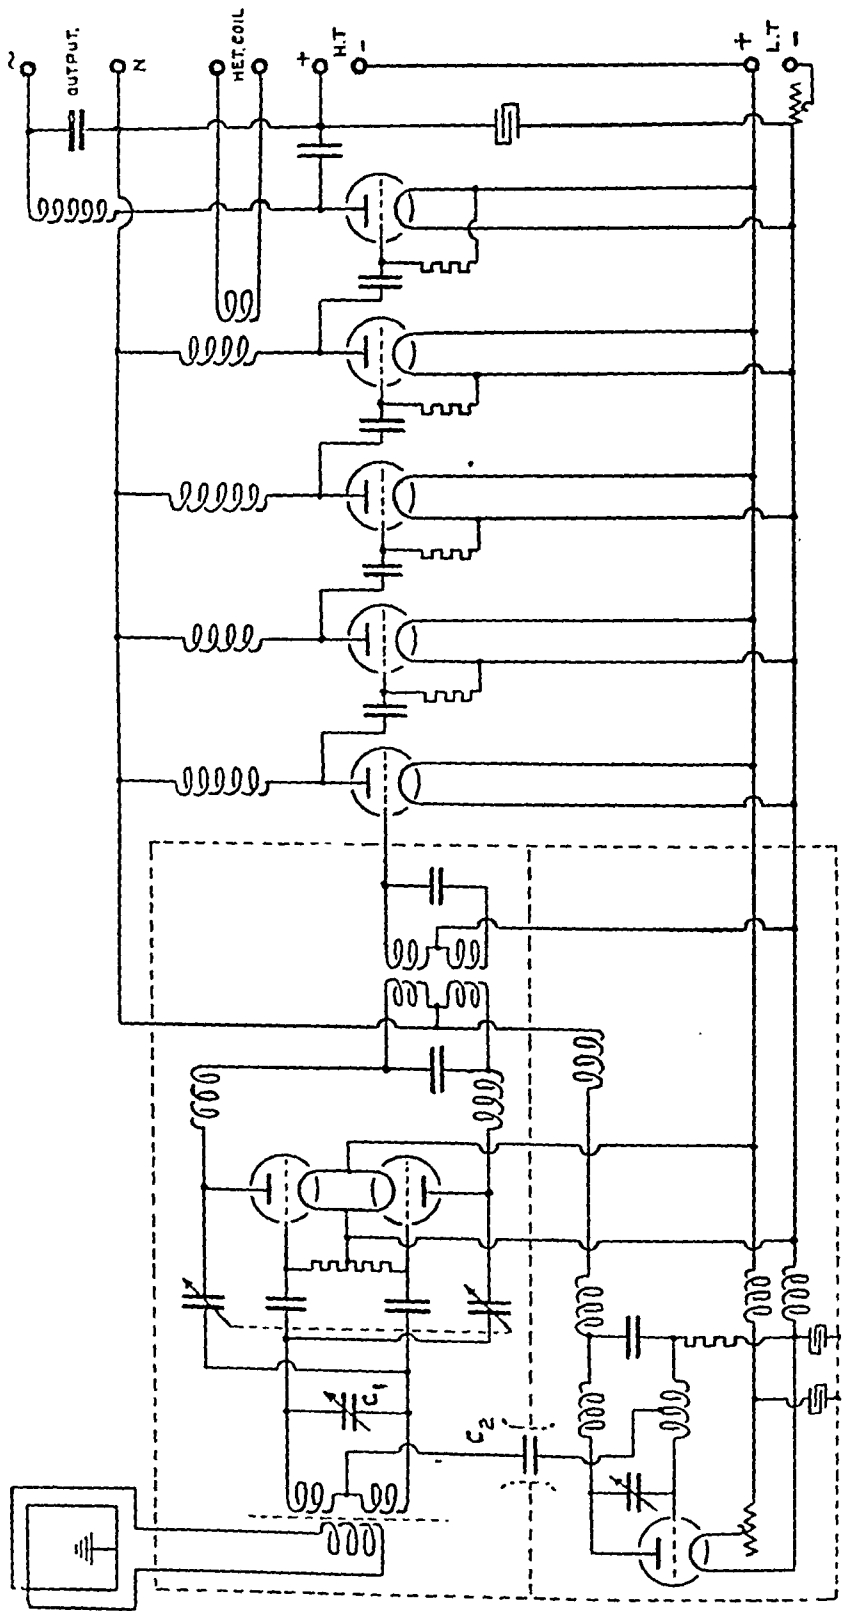 ~
OUTPUT.
N
HET. COIL
+
H.T
-
+
L.T
-
C1
C2